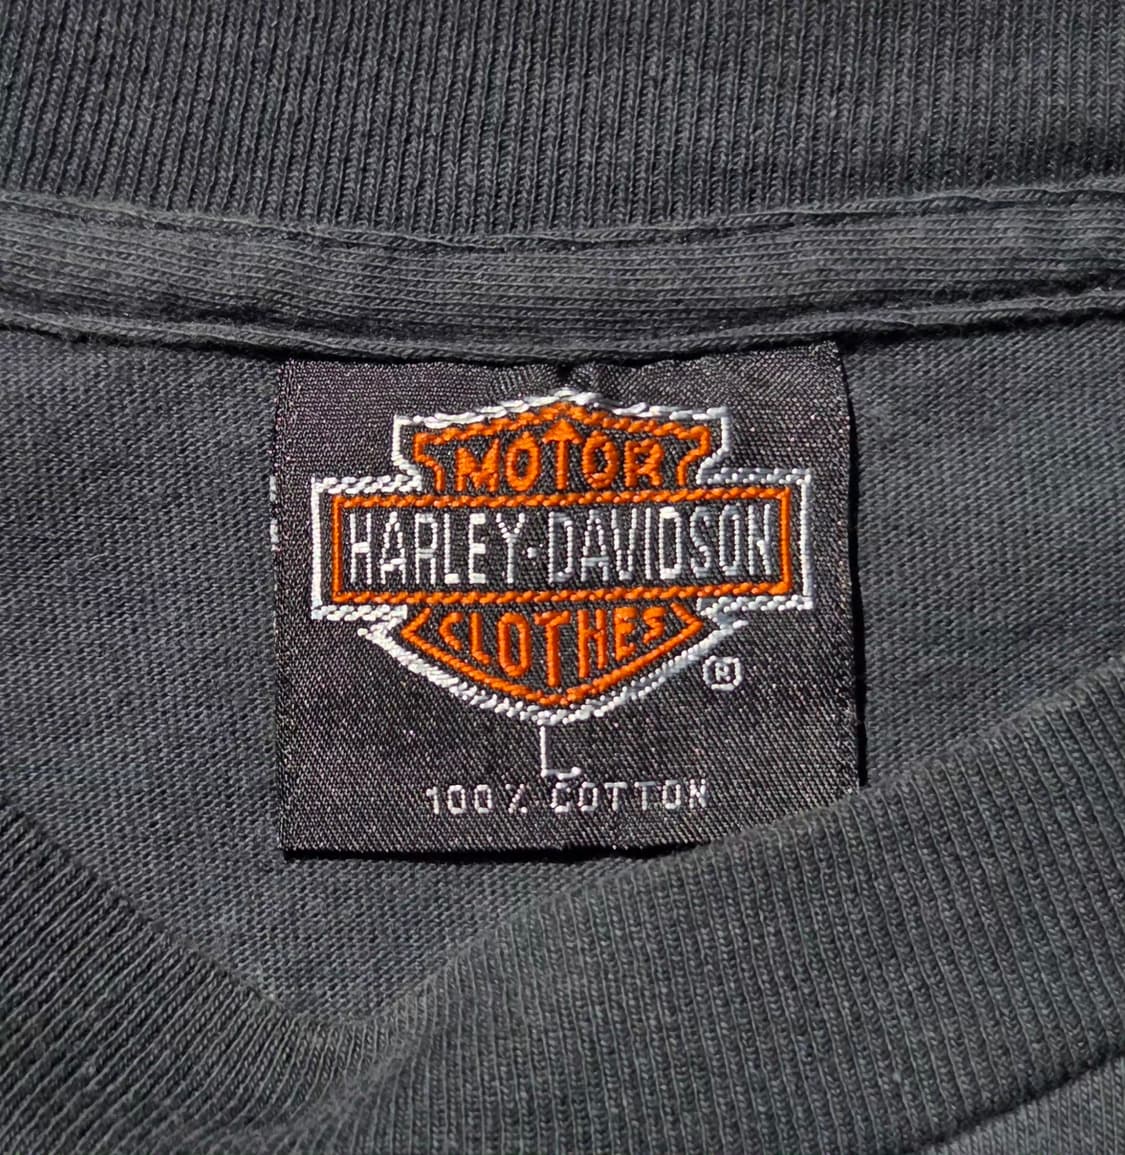 MOTOR
HARLEY-DAVIDSON
CLOTHES
®
L
100% COTTON